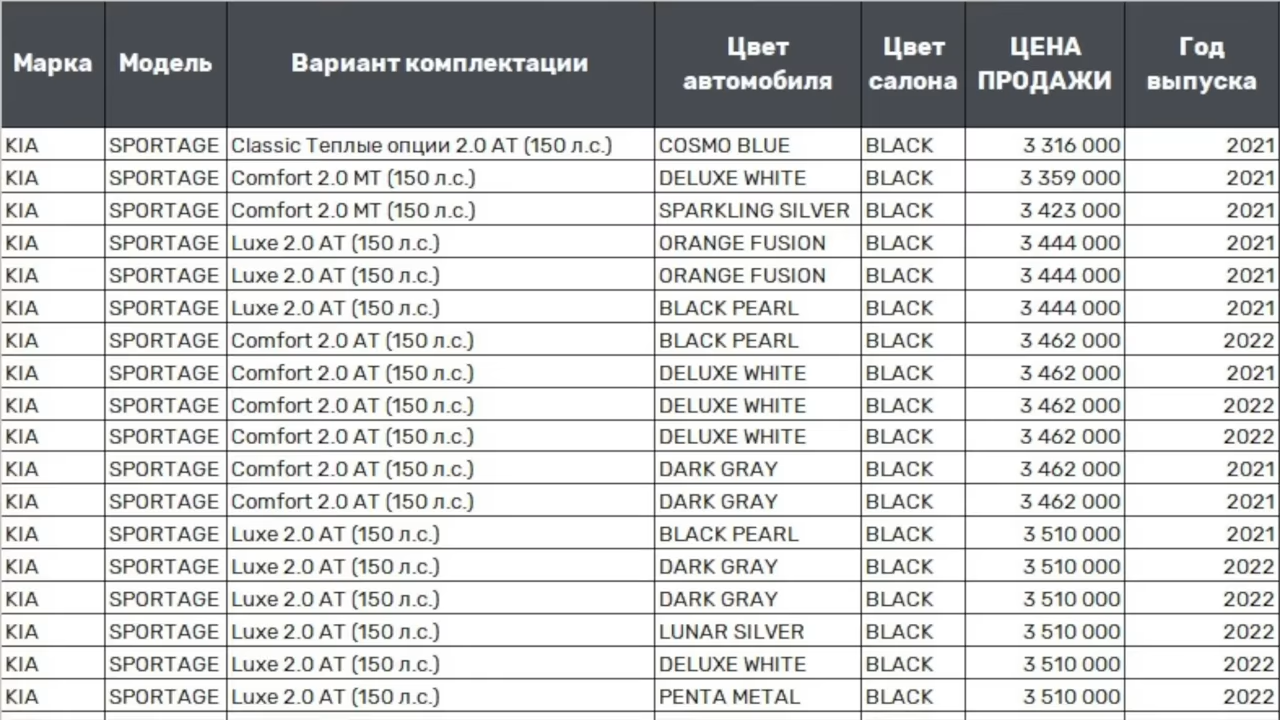 Марка Модель Вариант комплектации Цвет автомобиля Цвет салона ЦЕНА ПРОДАЖИ Год выпуска
KIA SPORTAGE Classic Теплые опции 2.0 AT (150 л.с.) COSMO BLUE BLACK 3 316 000 2021
KIA SPORTAGE Comfort 2.0 MT (150 л.с.) DELUXE WHITE BLACK 3 359 000 2021
KIA SPORTAGE Comfort 2.0 MT (150 л.с.) SPARKLING SILVER BLACK 3 423 000 2021
KIA SPORTAGE Luxe 2.0 AT (150 л.с.) ORANGE FUSION BLACK 3 444 000 2021
KIA SPORTAGE Luxe 2.0 AT (150 л.с.) ORANGE FUSION BLACK 3 444 000 2021
KIA SPORTAGE Luxe 2.0 AT (150 л.с.) BLACK PEARL BLACK 3 444 000 2021
KIA SPORTAGE Comfort 2.0 AT (150 л.с.) BLACK PEARL BLACK 3 462 000 2022
KIA SPORTAGE Comfort 2.0 AT (150 л.с.) DELUXE WHITE BLACK 3 462 000 2021
KIA SPORTAGE Comfort 2.0 AT (150 л.с.) DELUXE WHITE BLACK 3 462 000 2022
KIA SPORTAGE Comfort 2.0 AT (150 л.с.) DELUXE WHITE BLACK 3 462 000 2022
KIA SPORTAGE Comfort 2.0 AT (150 л.с.) DARK GRAY BLACK 3 462 000 2021
KIA SPORTAGE Comfort 2.0 AT (150 л.с.) DARK GRAY BLACK 3 462 000 2021
KIA SPORTAGE Luxe 2.0 AT (150 л.с.) BLACK PEARL BLACK 3 510 000 2021
KIA SPORTAGE Luxe 2.0 AT (150 л.с.) DARK GRAY BLACK 3 510 000 2022
KIA SPORTAGE Luxe 2.0 AT (150 л.с.) DARK GRAY BLACK 3 510 000 2022
KIA SPORTAGE Luxe 2.0 AT (150 л.с.) LUNAR SILVER BLACK 3 510 000 2022
KIA SPORTAGE Luxe 2.0 AT (150 л.с.) DELUXE WHITE BLACK 3 510 000 2022
KIA SPORTAGE Luxe 2.0 AT (150 л.с.) PENTA METAL BLACK 3 510 000 2022